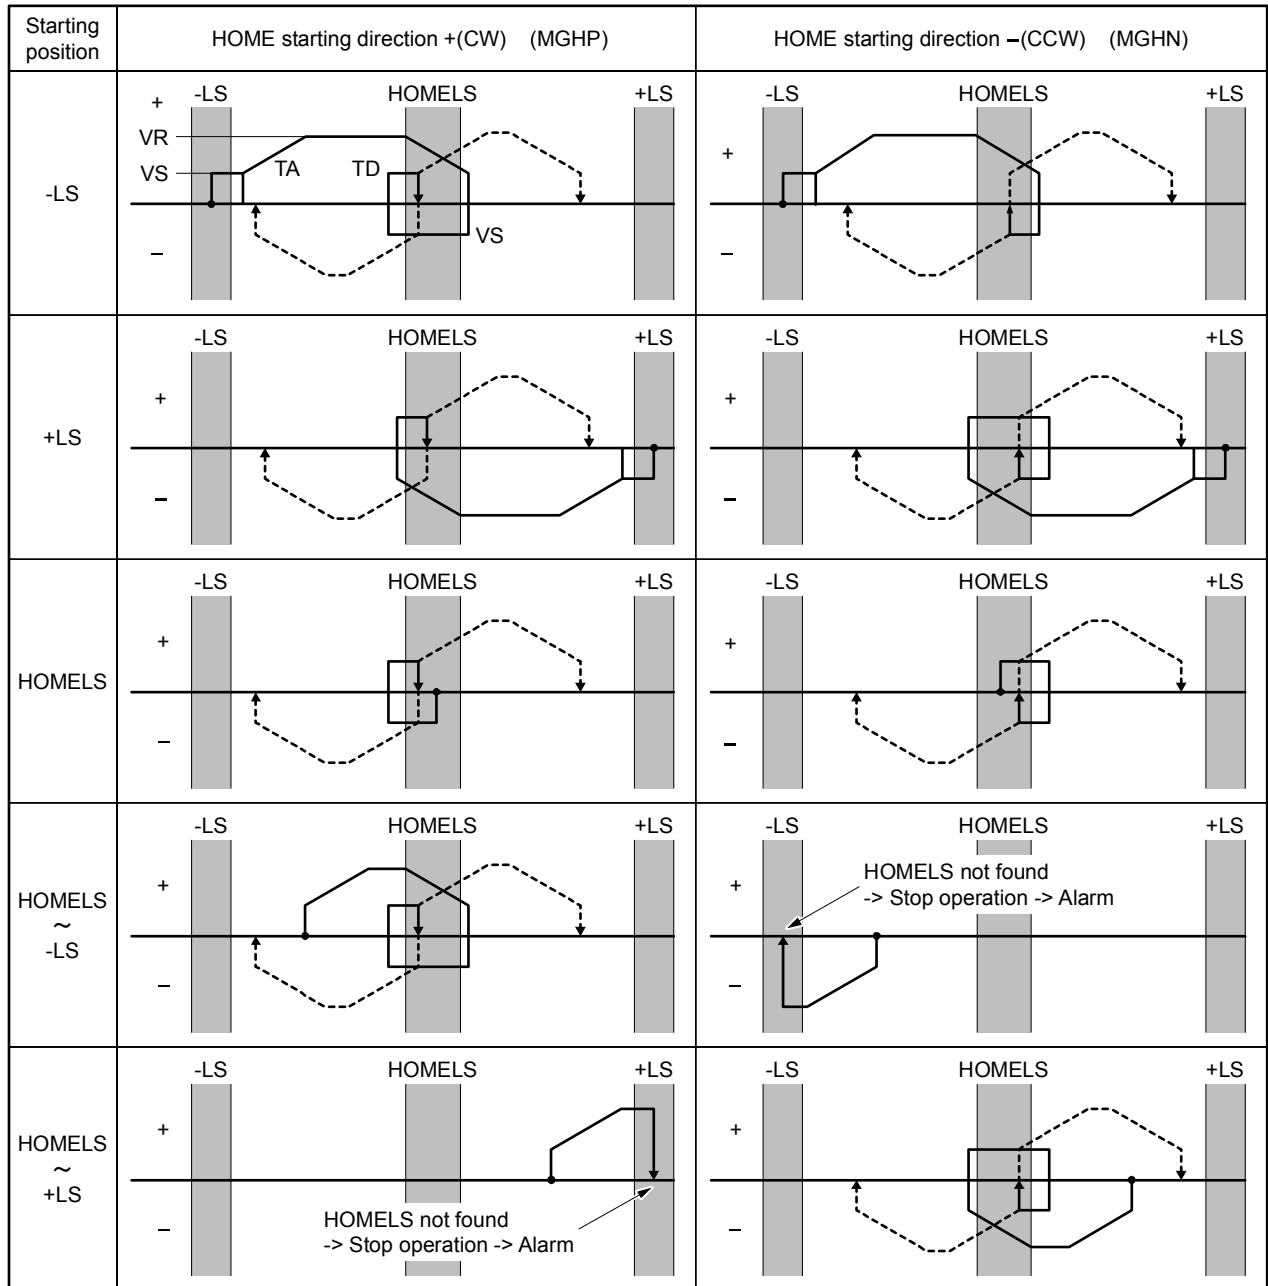 Starting
position
HOME starting direction +(CW) (MGHP)
HOME starting direction −(CCW) (MGHN)
-LS
-LS HOMELS +LS
+
VR
VS
TA
TD
VS
−
-LS HOMELS +LS
+
−
+LS
-LS HOMELS +LS
+
−
-LS HOMELS +LS
+
−
HOMELS
-LS HOMELS +LS
+
−
-LS HOMELS +LS
+
−
HOMELS
~
-LS
-LS HOMELS +LS
+
−
-LS HOMELS +LS
HOMELS not found
-> Stop operation -> Alarm
+
−
HOMELS
~
+LS
-LS HOMELS +LS
+
−
HOMELS not found
-> Stop operation -> Alarm
-LS HOMELS +LS
+
−